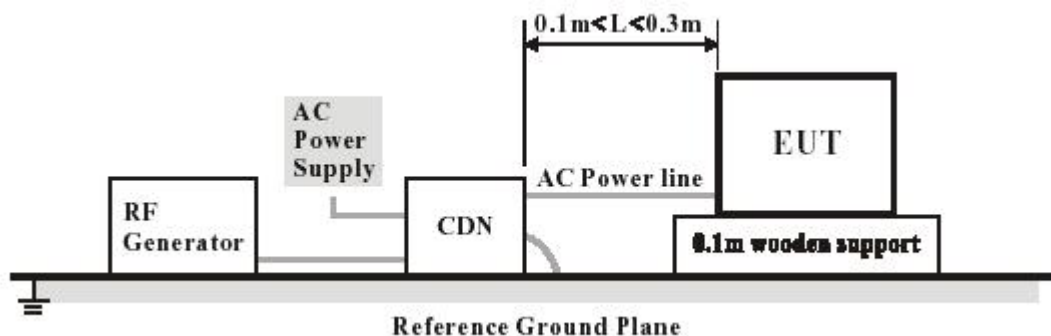 0.1m<L<0.3m
AC
Power
Supply
EUT
AC Power line
RF
Generator
CDN
0.1m wooden support
Reference Ground Plane